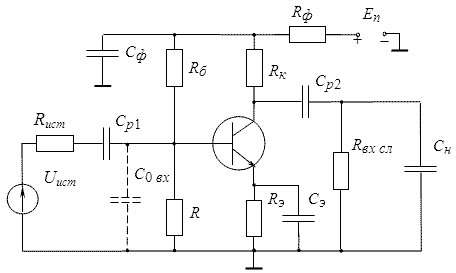 Rф
Eп
+ −
Cф
Rб
Rк
Cр2
Rист
Cр1
Uист
C0 вх
R
Rэ
Cэ
Rвх сл
Cн